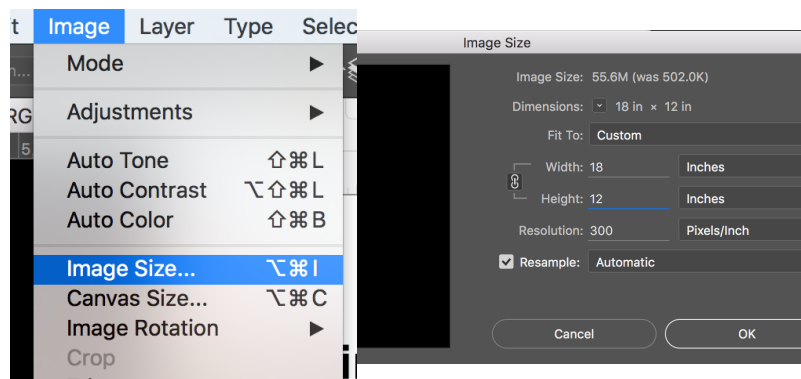 t Image Layer Type Selec
Mode
Adjustments
RG
5
Auto Tone ⇧⌘L
Auto Contrast ⌥⇧⌘L
Auto Color ⇧⌘B
Image Size... ⌥⌘I
Canvas Size... ⌥⌘C
Image Rotation
Crop
Image Size
Image Size: 55.6M (was 502.0K)
Dimensions: 18 in × 12 in
Fit To: Custom
Width: 18 Inches
Height: 12 Inches
Resolution: 300 Pixels/Inch
Resample: Automatic
Cancel OK